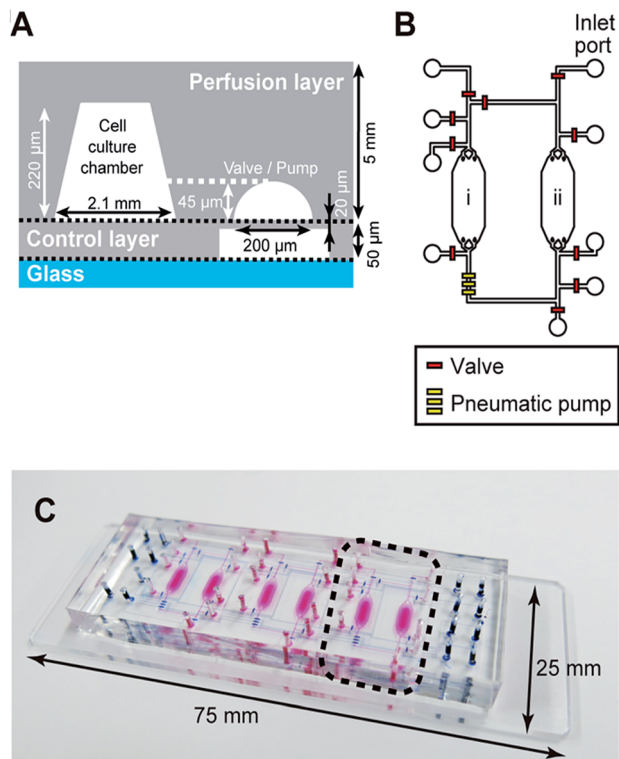 A
Perfusion layer
Cell
culture
chamber
220 µm
2.1 mm
Valve / Pump
45 µm
200 µm
20 µm
5 mm
50 µm
Control layer
Glass
B
Inlet
port
i
ii
Valve
Pneumatic pump
C
75 mm
25 mm